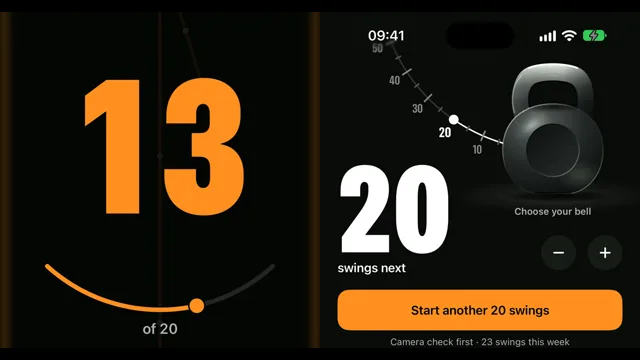 13
of 20
09:41
50
40
30
20
10
Choose your bell
20
swings next
− +
Start another 20 swings
Camera check first · 23 swings this week